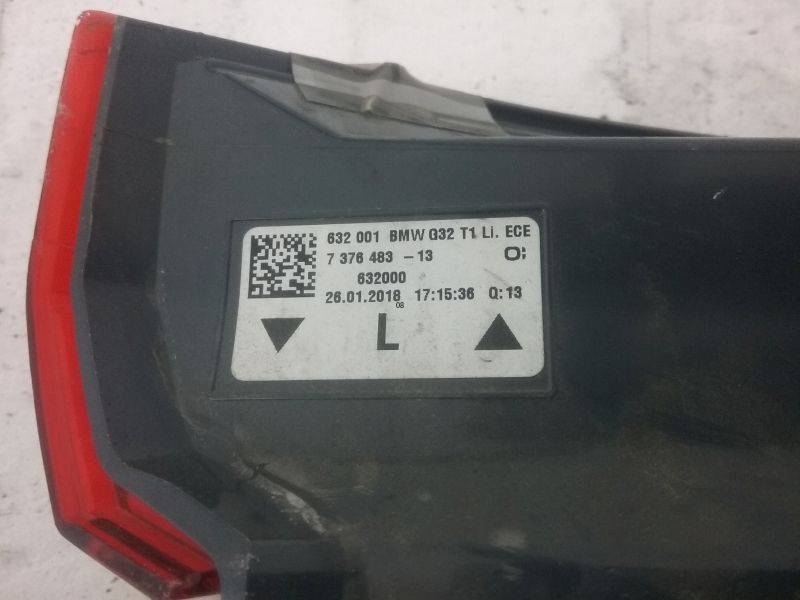 632 001 BMW G32 T1 Li. ECE
7 376 483 - 13 O:
632000
26.01.2018 17:15:36 Q:13
08
L